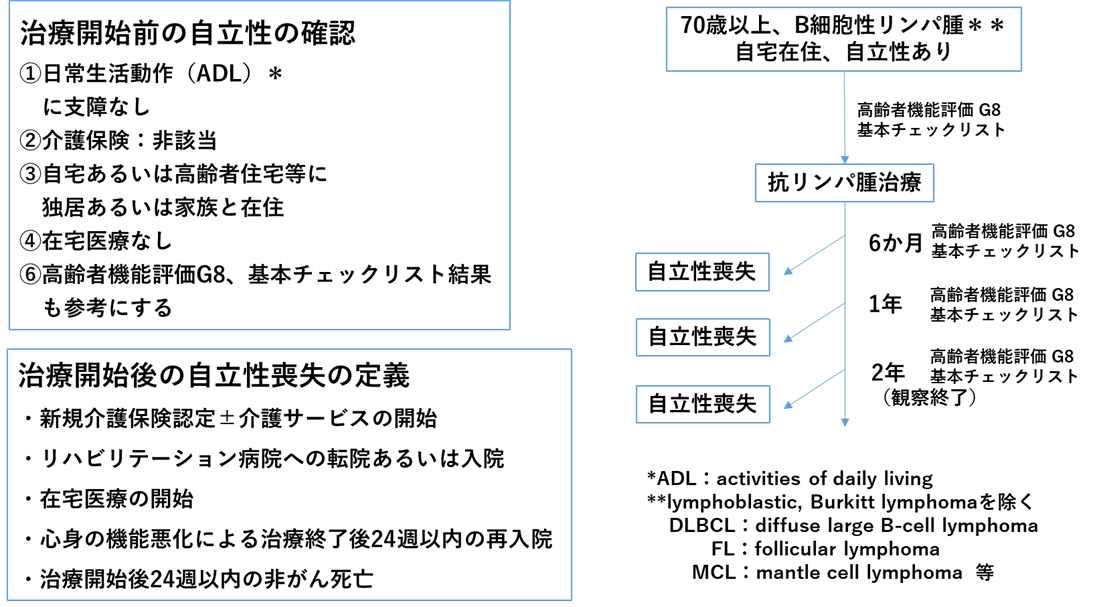 治療開始前の自立性の確認
①日常生活動作（ADL）＊
に支障なし
②介護保険：非該当
③自宅あるいは高齢者住宅等に
独居あるいは家族と在住
④在宅医療なし
⑥高齢者機能評価G8、基本チェックリスト結果
も参考にする
治療開始後の自立性喪失の定義
・新規介護保険認定±介護サービスの開始
・リハビリテーション病院への転院あるいは入院
・在宅医療の開始
・心身の機能悪化による治療終了後24週以内の再入院
・治療開始後24週以内の非がん死亡
70歳以上、B細胞性リンパ腫＊＊
自宅在住、自立性あり
高齢者機能評価 G8
基本チェックリスト
抗リンパ腫治療
6か月
高齢者機能評価 G8
基本チェックリスト
自立性喪失
1年
高齢者機能評価 G8
基本チェックリスト
自立性喪失
2年
（観察終了）
高齢者機能評価 G8
基本チェックリスト
自立性喪失
*ADL：activities of daily living
**lymphoblastic, Burkitt lymphomaを除く
DLBCL：diffuse large B-cell lymphoma
FL：follicular lymphoma
MCL：mantle cell lymphoma 等